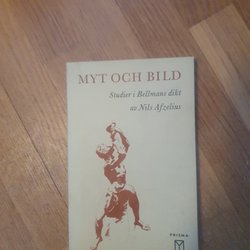 MYT OCH BILD
Studier i Bellmans dikt
av Nils Afzelius
PRISMA